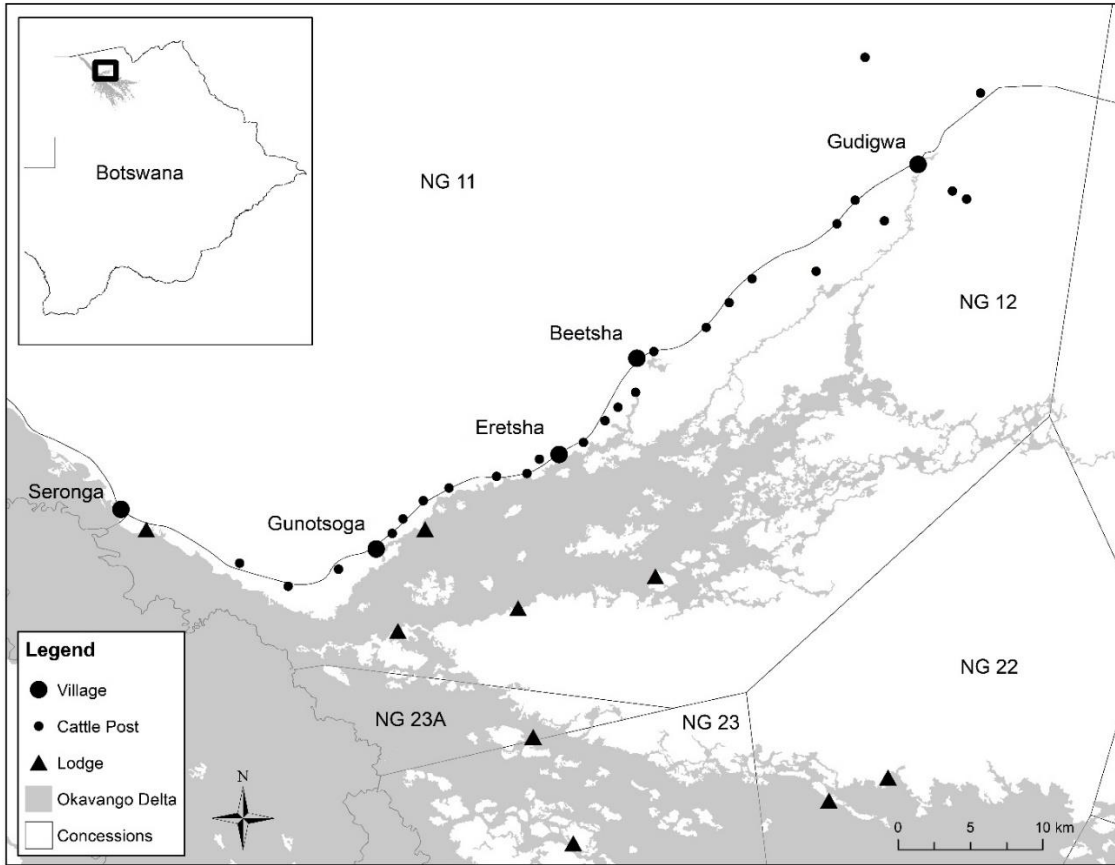 Botswana
NG 11
Gudigwa
NG 12
Beetsha
Eretsha
Seronga
Gunotsoga
NG 22
NG 23A
NG 23
Legend
Village
Cattle Post
Lodge
Okavango Delta
Concessions
N
0 5 10 km